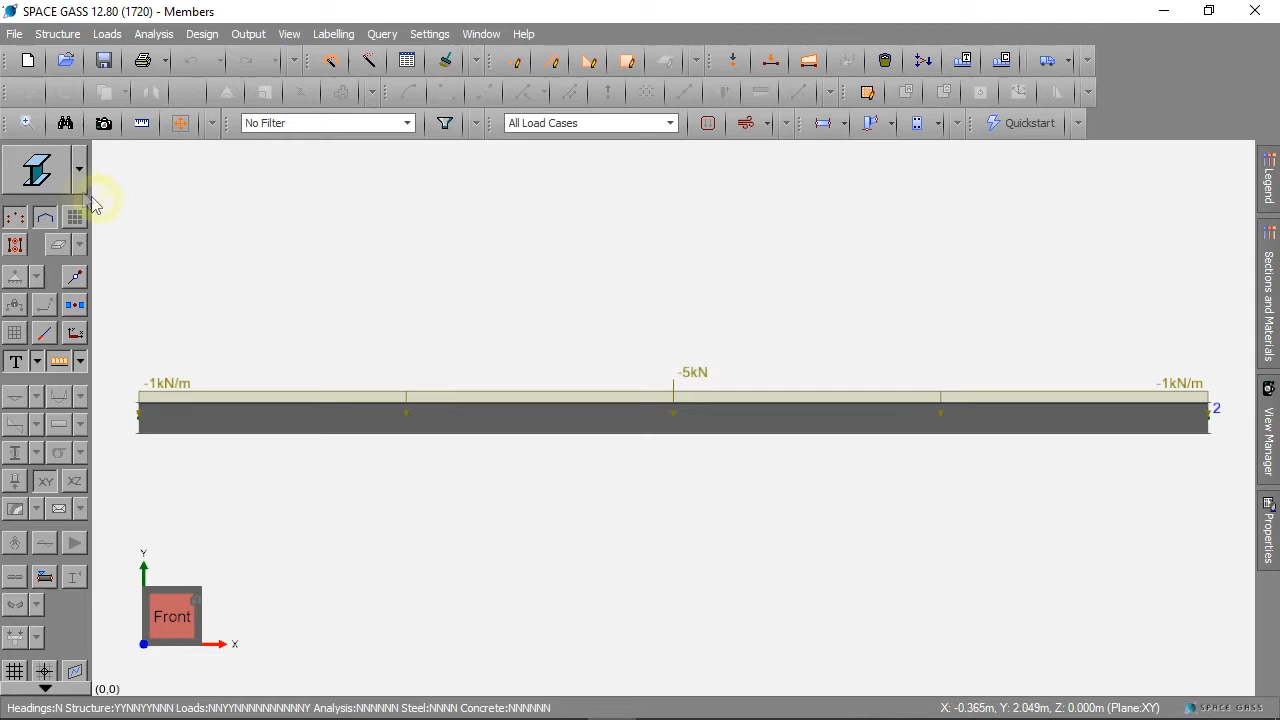 SPACE GASS 12.80 (1720) - Members
File Structure Loads Analysis Design Output View Labelling Query Settings Window Help
No Filter All Load Cases Quickstart
Legend
Sections and Materials
View Manager
Properties
T
XY XZ
-5kN
-1kN/m -1kN/m
2
Y
Front
X
(0,0)
Headings:N Structure:YYNNYYNNN Loads:NNYYNNNNNNNNNY Analysis:NNNNNN Steel:NNNN Concrete:NNNNNN X: -0.365m, Y: 2.049m, Z: 0.000m (Plane:XY) SPACE GASS